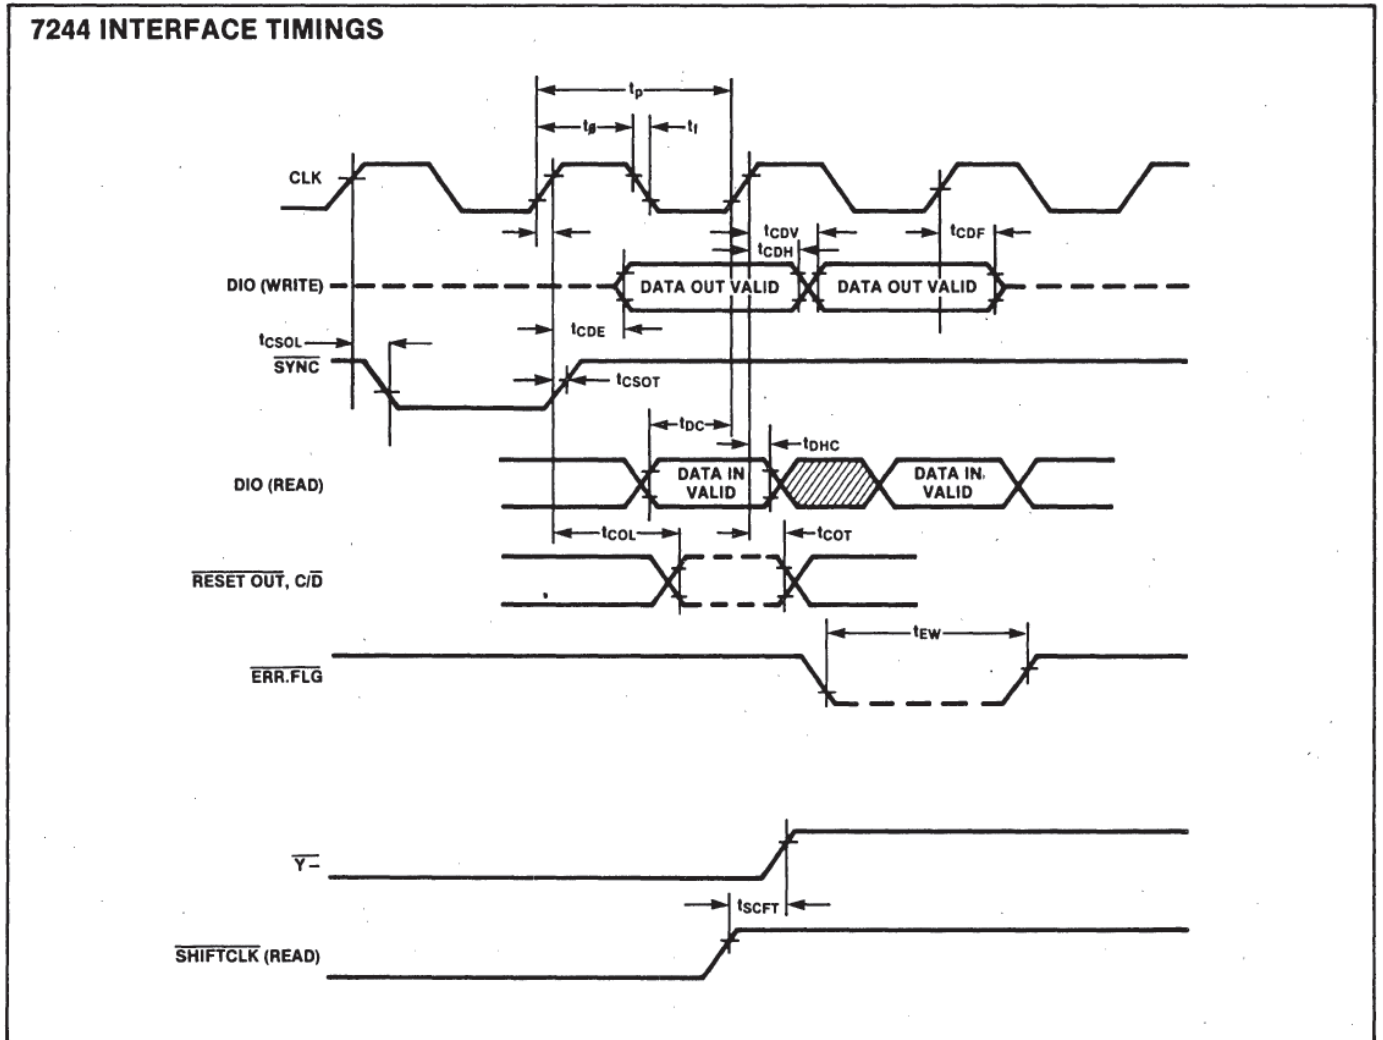 7244 INTERFACE TIMINGS
tp
tø tf
CLK
tCDV tCDF
tCDH
DIO (WRITE) DATA OUT VALID DATA OUT VALID
tCDE
tCSOL
SYNC
tCSOT
tDC
tDHC
DIO (READ) DATA IN VALID DATA IN VALID
tCOL tCOT
RESET OUT, C/D
tEW
ERR.FLG
Y–
tSCFT
SHIFTCLK (READ)